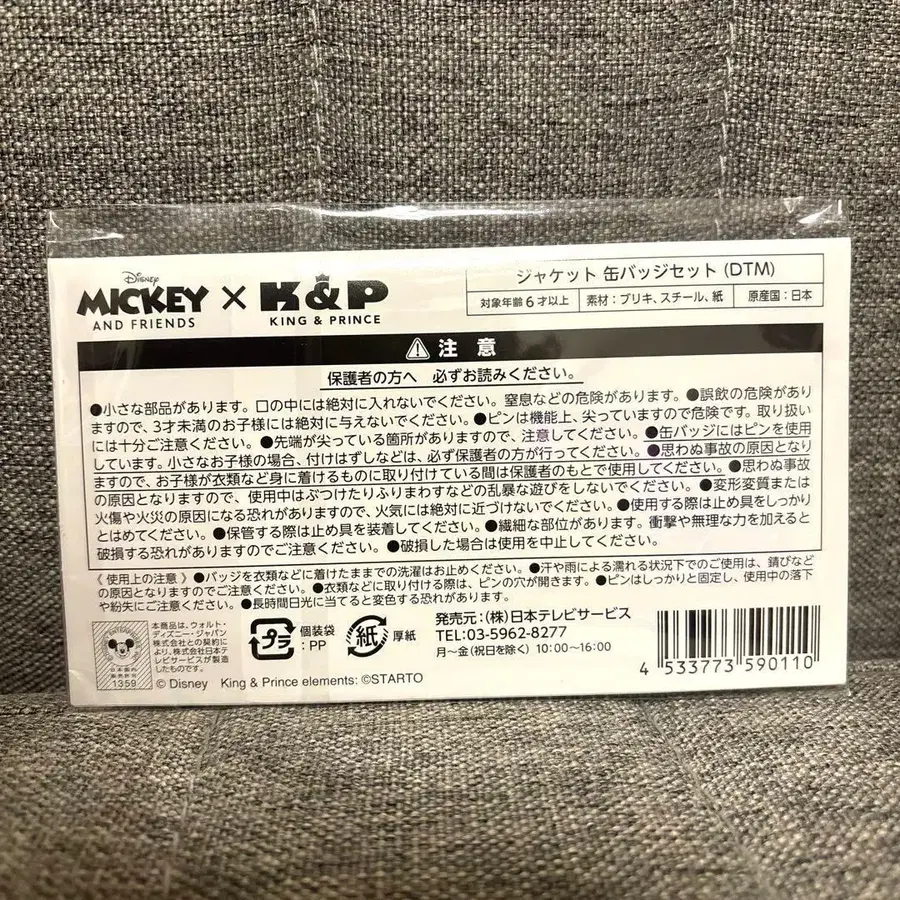 Disney
MICKEY
AND FRIENDS
×
K&P
KING & PRINCE
ジャケット 缶バッジセット (DTM)
対象年齢6才以上 素材:ブリキ、スチール、紙 原産国:日本
注 意
保護者の方へ 必ずお読みください。
●小さな部品があります。口の中には絶対に入れないでください。窒息などの危険があります。●誤飲の危険があり
ますので、3才未満のお子様には絶対に与えないでください。●ピンは機能上、尖っていますので危険です。取り扱い
には十分ご注意ください。●先端が尖っている箇所がありますので、注意してください。●缶バッジにはピンを使用
しています。小さなお子様の場合、付けはずしなどは、必ず保護者の方が行ってください。●思わぬ事故の原因となり
ますので、お子様が衣類など身に着けるものに取り付けている間は保護者のもとで使用してください。●思わぬ事故
の原因となりますので、使用中はぶつけたりふりまわすなどの乱暴な遊びをしないでください。●変形変質または
火傷や火災の原因になる恐れがありますので、火気には絶対に近づけないでください。●使用する際は止め具をしっかり
ととめてください。●保管する際は止め具を装着してください。●繊細な部位があります。衝撃や無理な力を加えると
破損する恐れがありますのでご注意ください。●破損した場合は使用を中止してください。
《 使用上の注意 》●バッジを衣類などに着けたままでの洗濯はお止めください。●汗や雨による濡れる状況下でのご使用は、錆びなど
の原因となりますのでご注意ください。●衣類などに取り付ける際は、ピンの穴が開きます。●ピンはしっかりと固定し、使用中の落下
や紛失にご注意ください。●長時間日光に当てると変色する恐れがあります。
1359
本商品は、ウォルト・
ディズニー・ジャパン
株式会社との契約に
より、株式会社日本テ
レビサービスが製造
したものです。
プラ
個装袋
:PP
紙
厚紙
発売元:(株)日本テレビサービス
TEL:03-5962-8277
月~金(祝日を除く) 10:00~16:00
4 533773 590110
© Disney King & Prince elements: ©STARTO